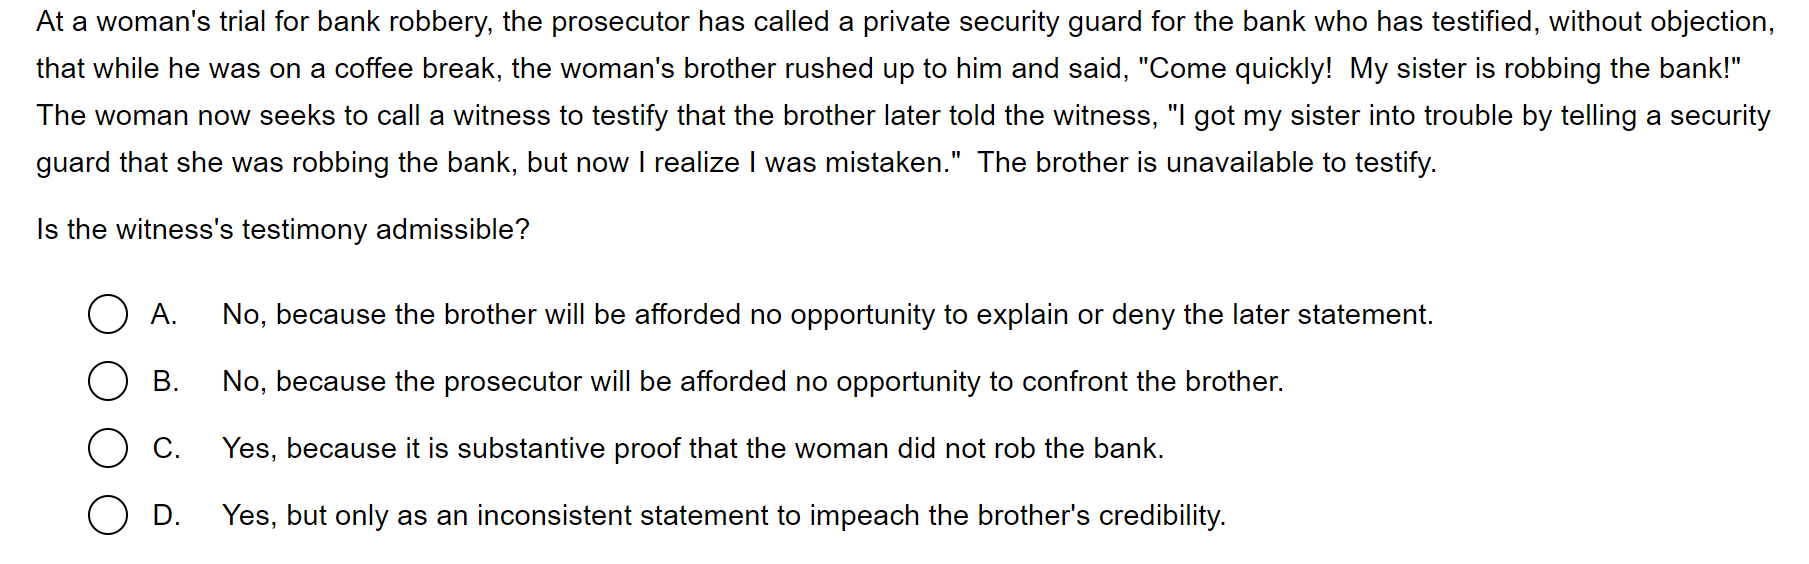 At a woman's trial for bank robbery, the prosecutor has called a private security guard for the bank who has testified, without objection,
that while he was on a coffee break, the woman's brother rushed up to him and said, "Come quickly!  My sister is robbing the bank!"
The woman now seeks to call a witness to testify that the brother later told the witness, "I got my sister into trouble by telling a security
guard that she was robbing the bank, but now I realize I was mistaken."  The brother is unavailable to testify.
Is the witness's testimony admissible?
A. No, because the brother will be afforded no opportunity to explain or deny the later statement.
B. No, because the prosecutor will be afforded no opportunity to confront the brother.
C. Yes, because it is substantive proof that the woman did not rob the bank.
D. Yes, but only as an inconsistent statement to impeach the brother's credibility.